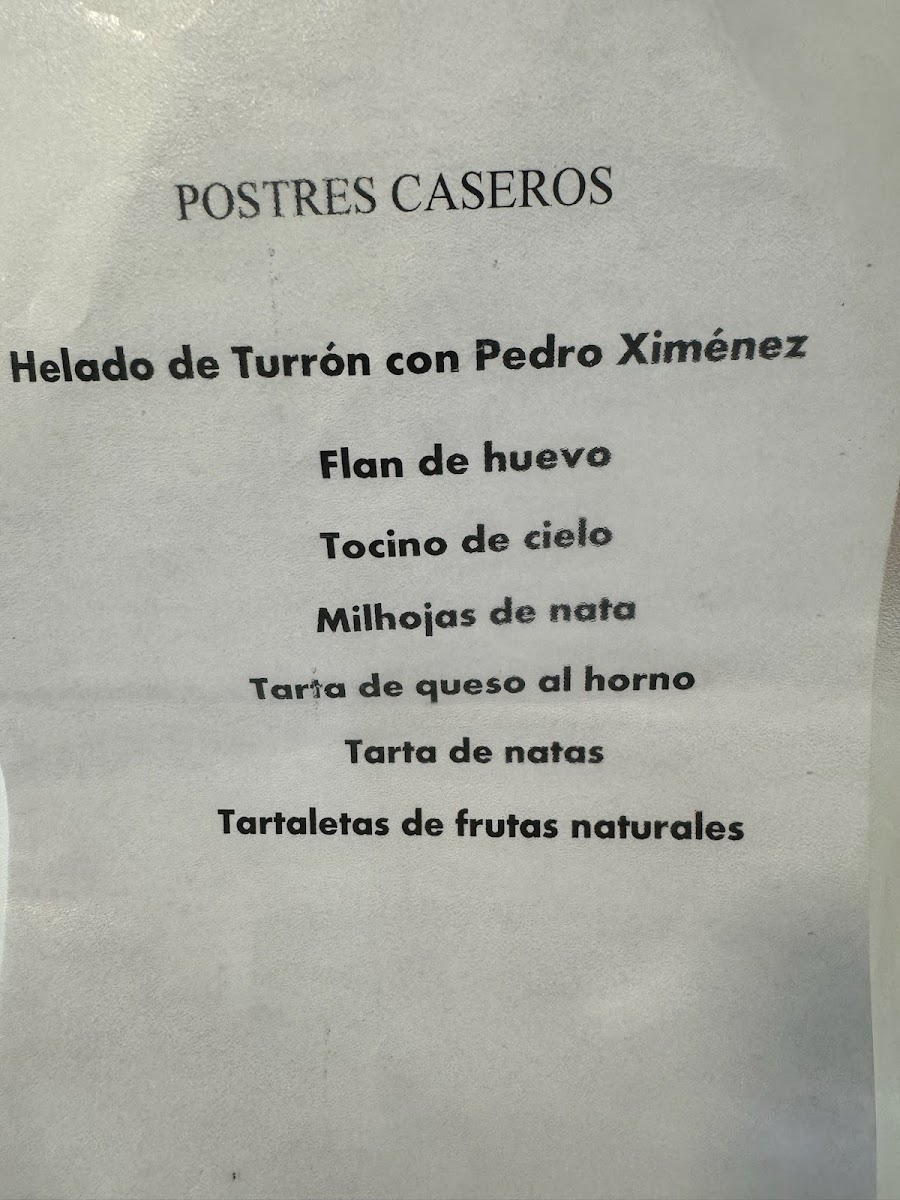 POSTRES CASEROS
Helado de Turrón con Pedro Ximénez
Flan de huevo
Tocino de cielo
Milhojas de nata
Tarta de queso al horno
Tarta de natas
Tartaletas de frutas naturales